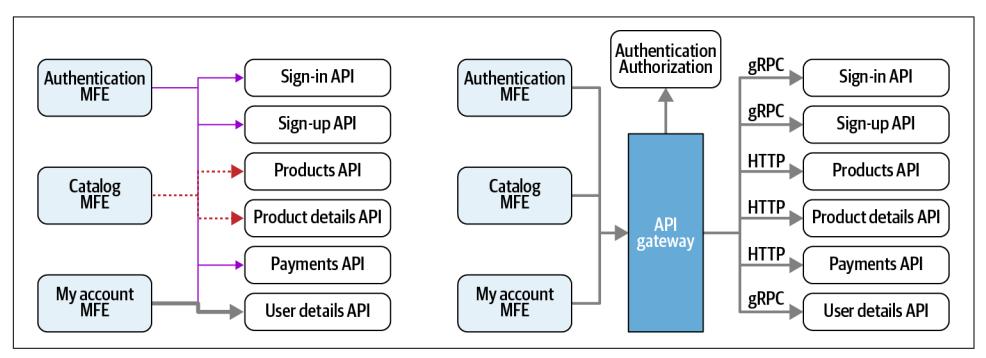 Authentication
MFE
Catalog
MFE
My account
MFE
Sign-in API
Sign-up API
Products API
Product details API
Payments API
User details API
Authentication
MFE
Catalog
MFE
My account
MFE
Authentication
Authorization
API
gateway
gRPC
Sign-in API
gRPC
Sign-up API
HTTP
Products API
HTTP
Product details API
HTTP
Payments API
gRPC
User details API